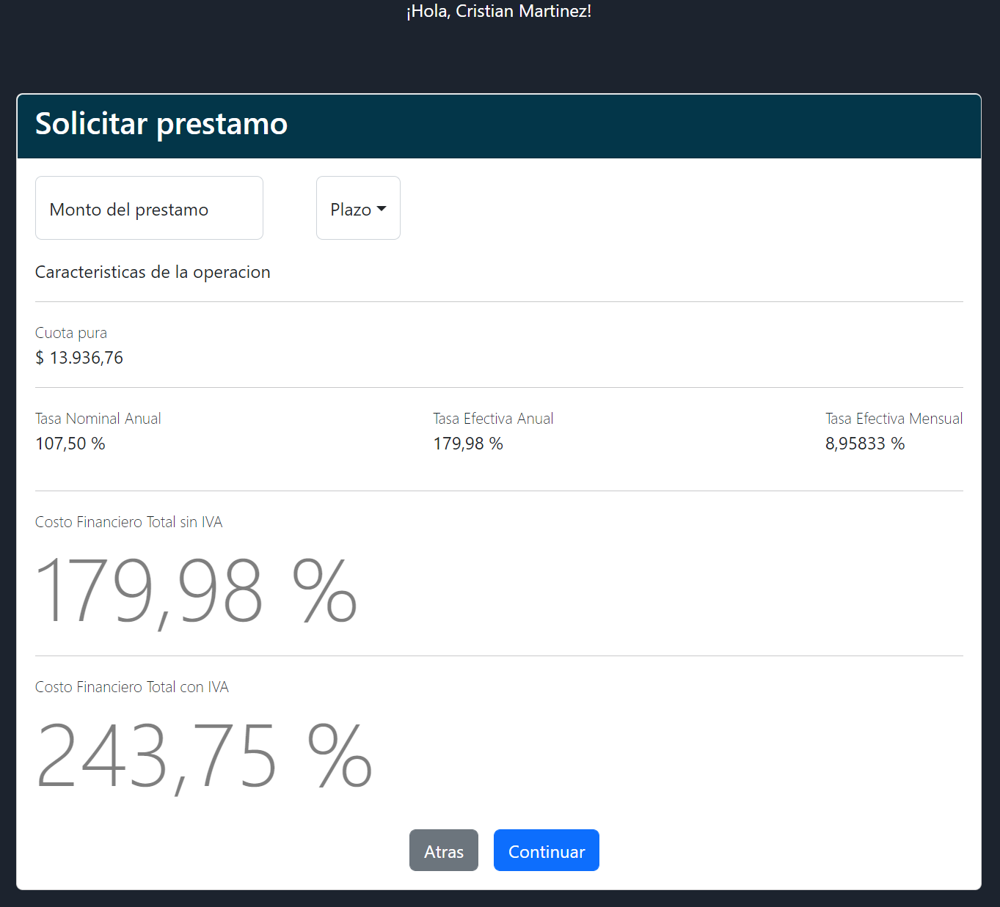 ¡Hola, Cristian Martinez!
Solicitar prestamo
Monto del prestamo
Plazo
Caracteristicas de la operacion
Cuota pura
$ 13.936,76
Tasa Nominal Anual
107,50 %
Tasa Efectiva Anual
179,98 %
Tasa Efectiva Mensual
8,95833 %
Costo Financiero Total sin IVA
179,98 %
Costo Financiero Total con IVA
243,75 %
Atras
Continuar